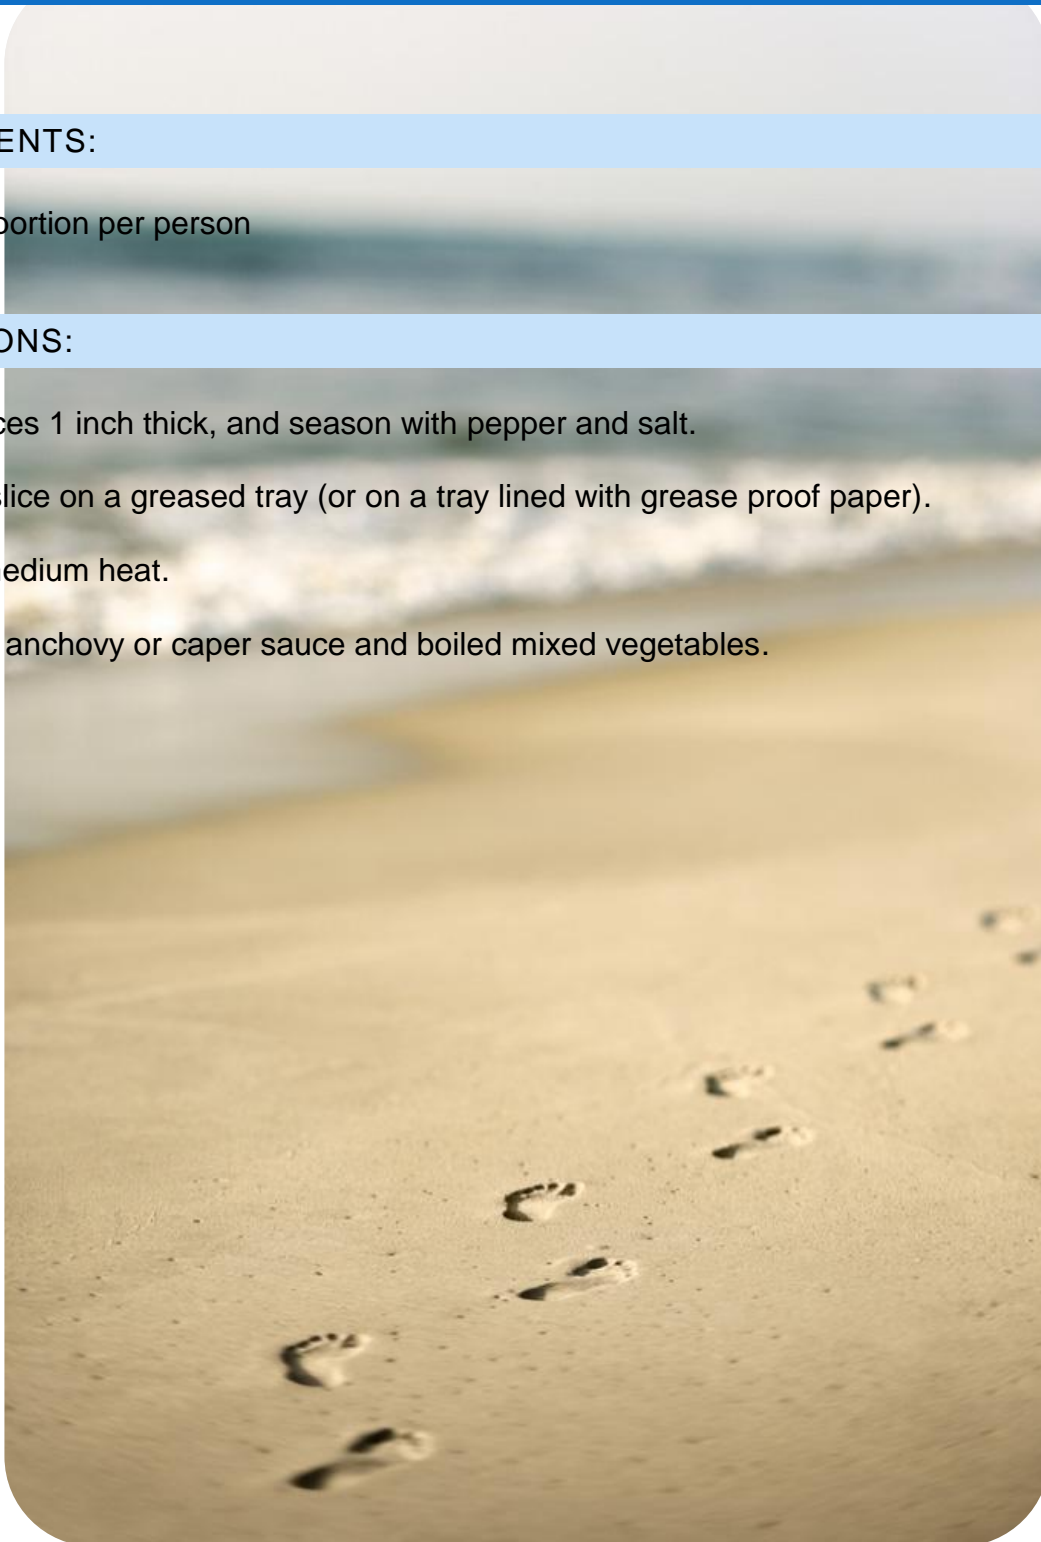 ENTS:
portion per person
ONS:
ces 1 inch thick, and season with pepper and salt.
slice on a greased tray (or on a tray lined with grease proof paper).
edium heat.
anchovy or caper sauce and boiled mixed vegetables.